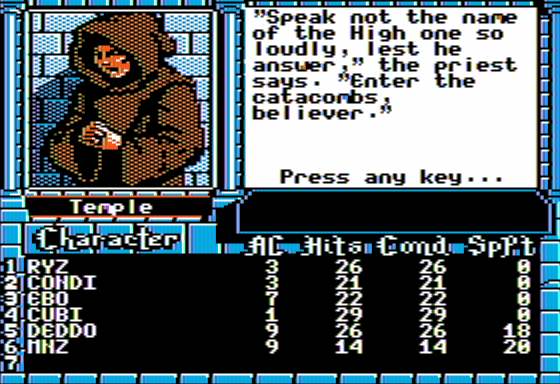 "Speak not the name
of the High one so
loudly, lest he
answer," the priest
says. "Enter the
catacombs,
believer."
Press any key...
Temple
Character AC Hits Cond SpPt
1 RYZ 3 26 26 0
2 CONDI 3 21 21 0
3 EBO 7 22 22 0
4 CUBI 1 29 29 0
5 DEDDO 9 26 26 18
6 MNZ 9 14 14 20
7